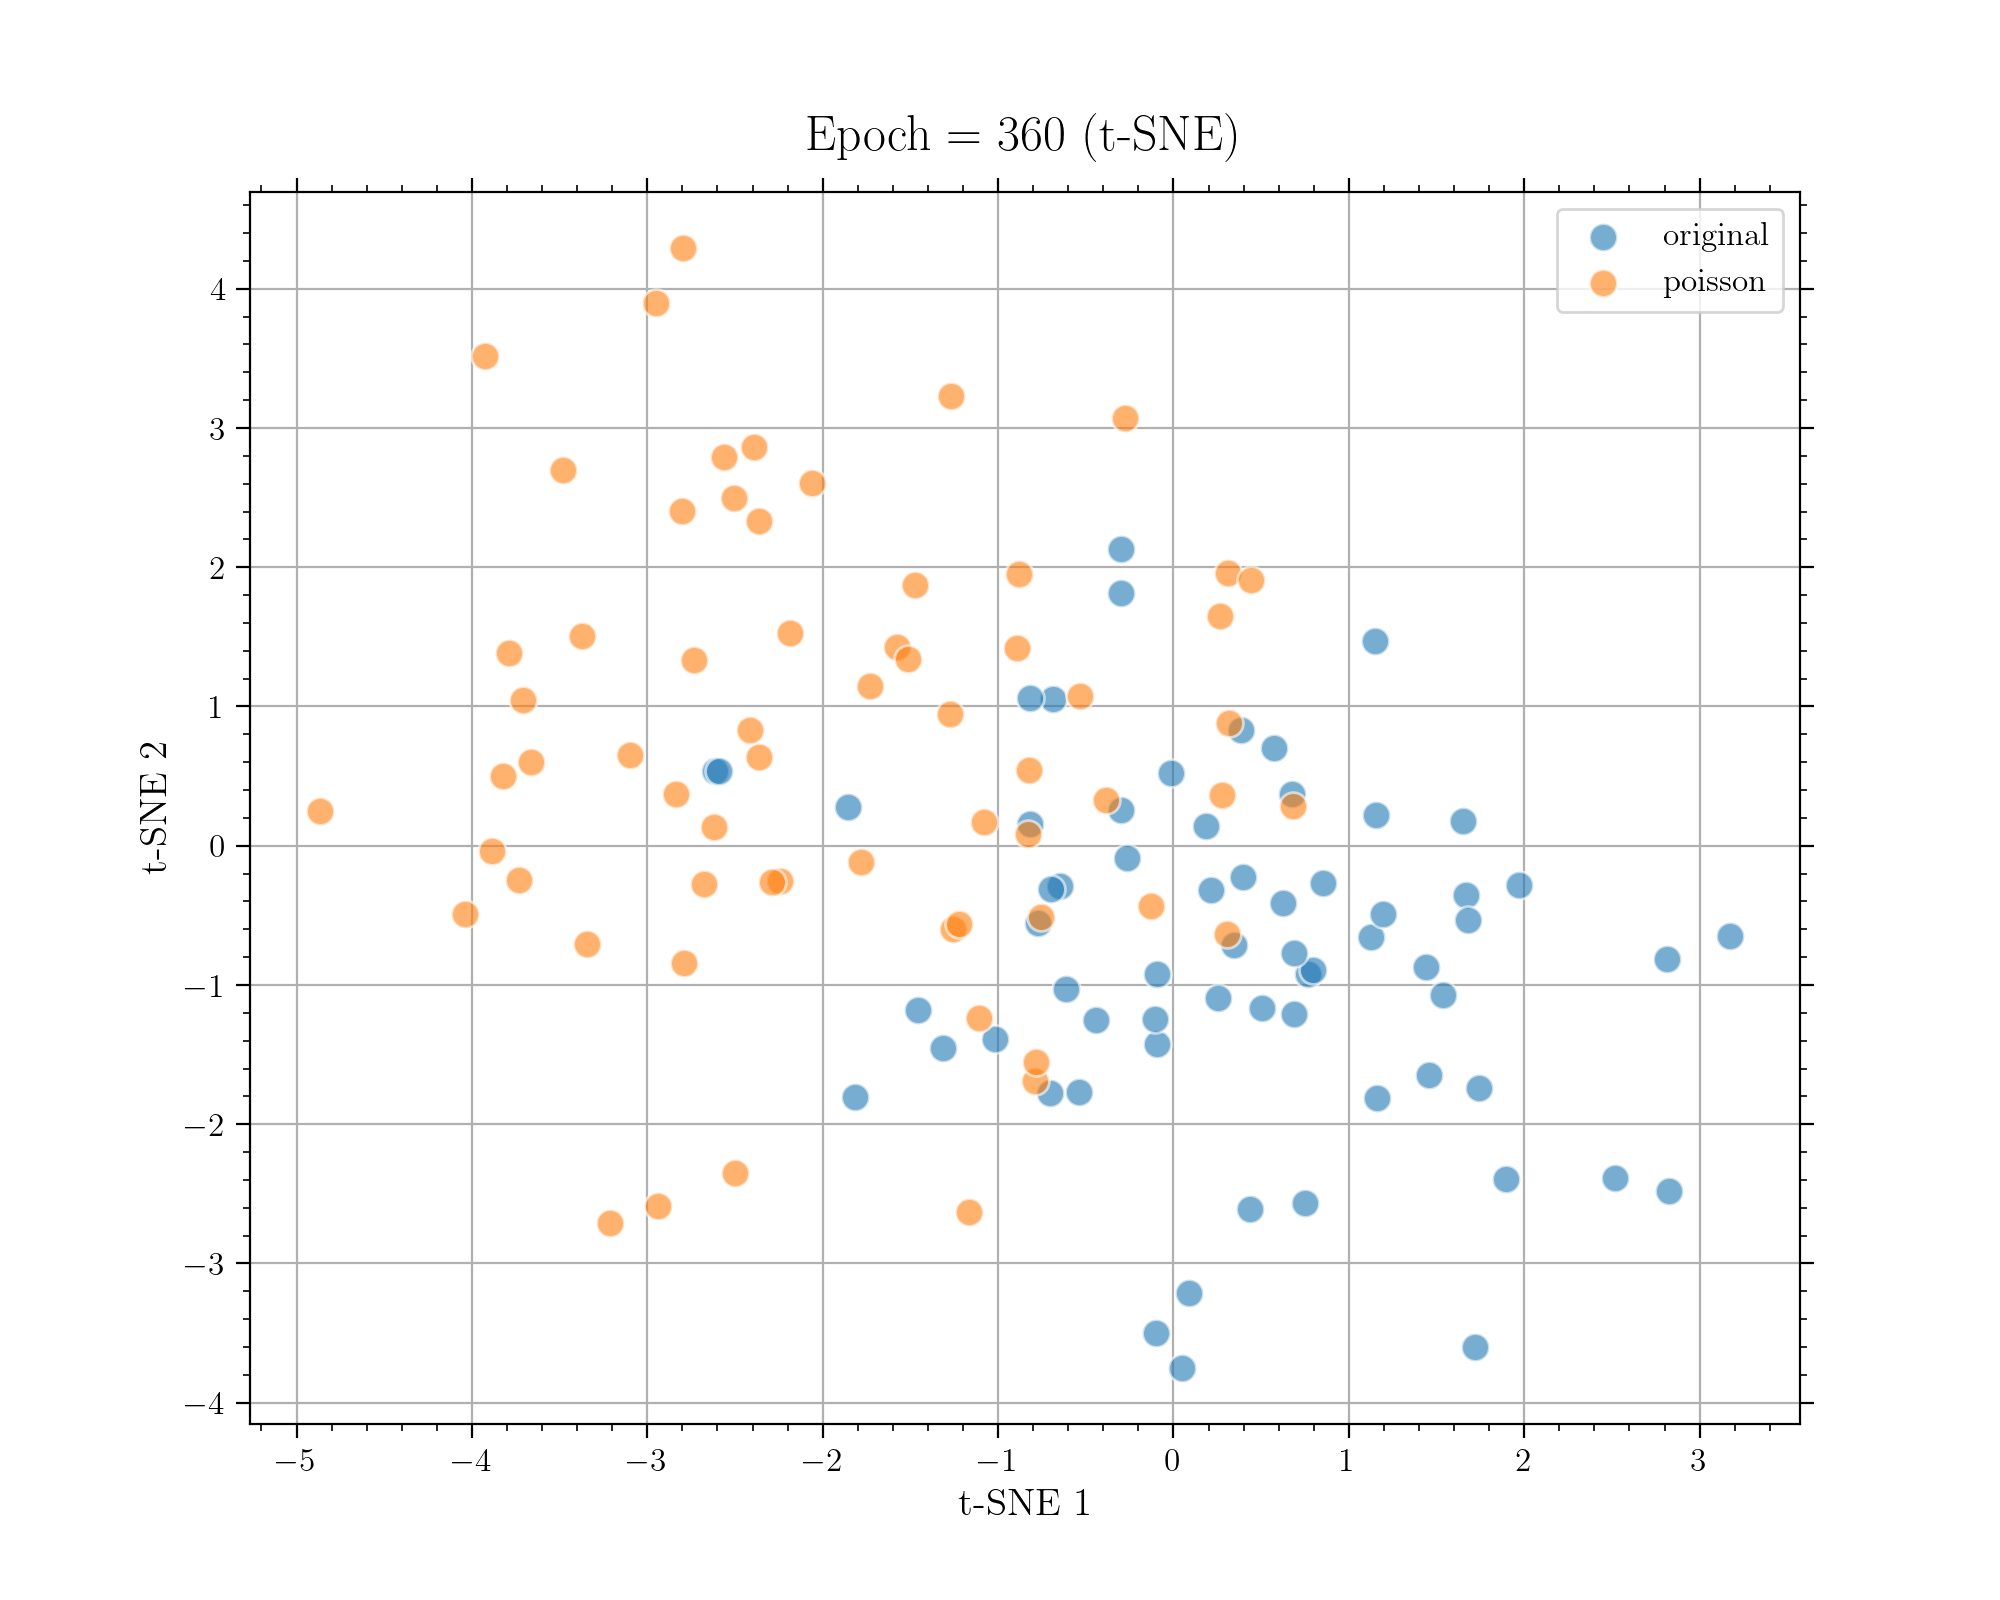 Epoch = 360 (t-SNE)
original
poisson
4
3
2
1
0
−1
−2
−3
−4
t-SNE 2
−5 −4 −3 −2 −1 0 1 2 3
t-SNE 1